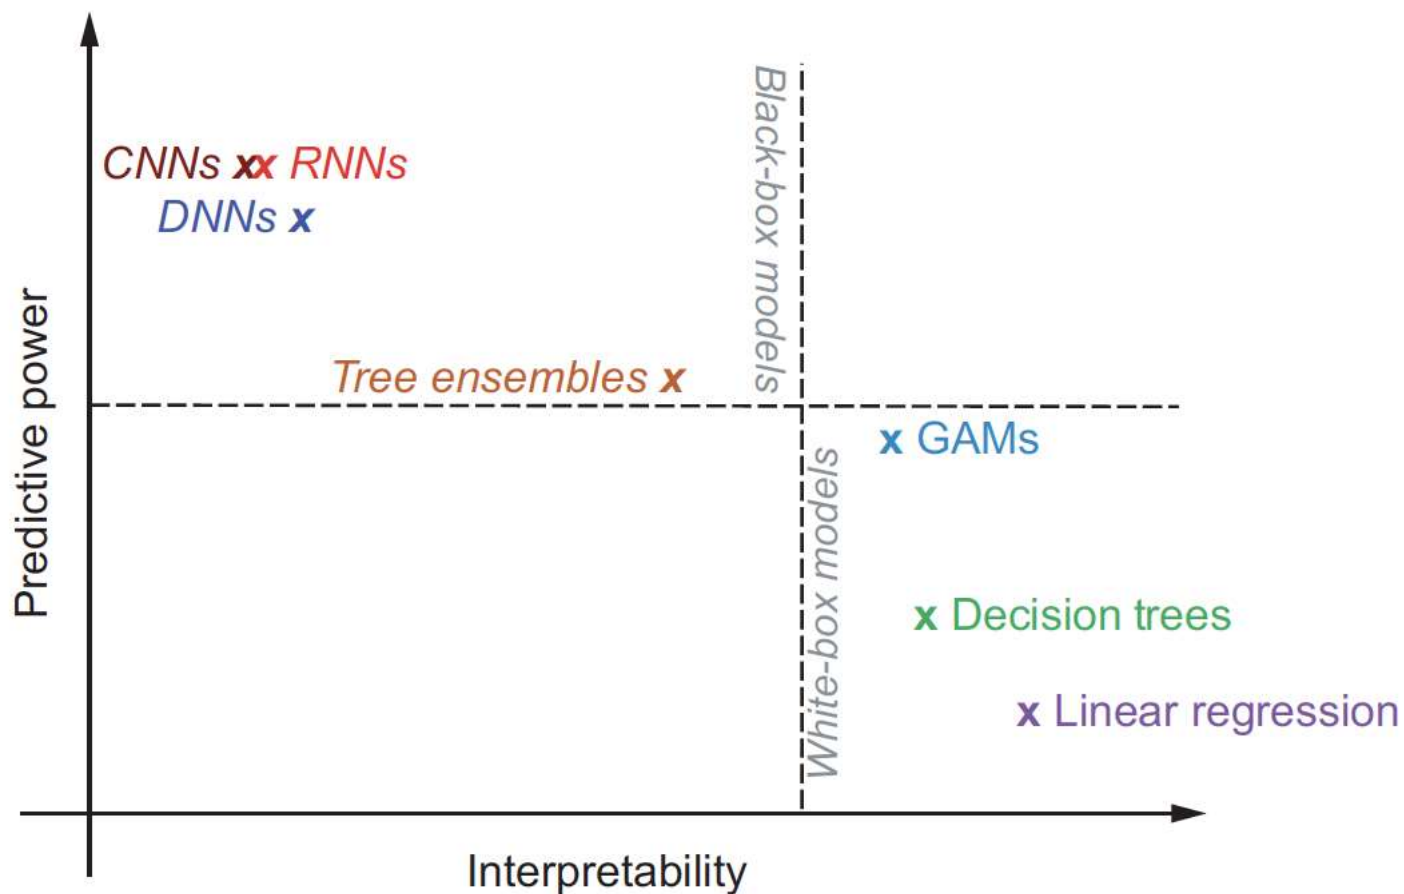 Predictive power
CNNs xx RNNs
DNNs x
Black-box models
Tree ensembles x
x GAMs
White-box models
x Decision trees
x Linear regression
Interpretability